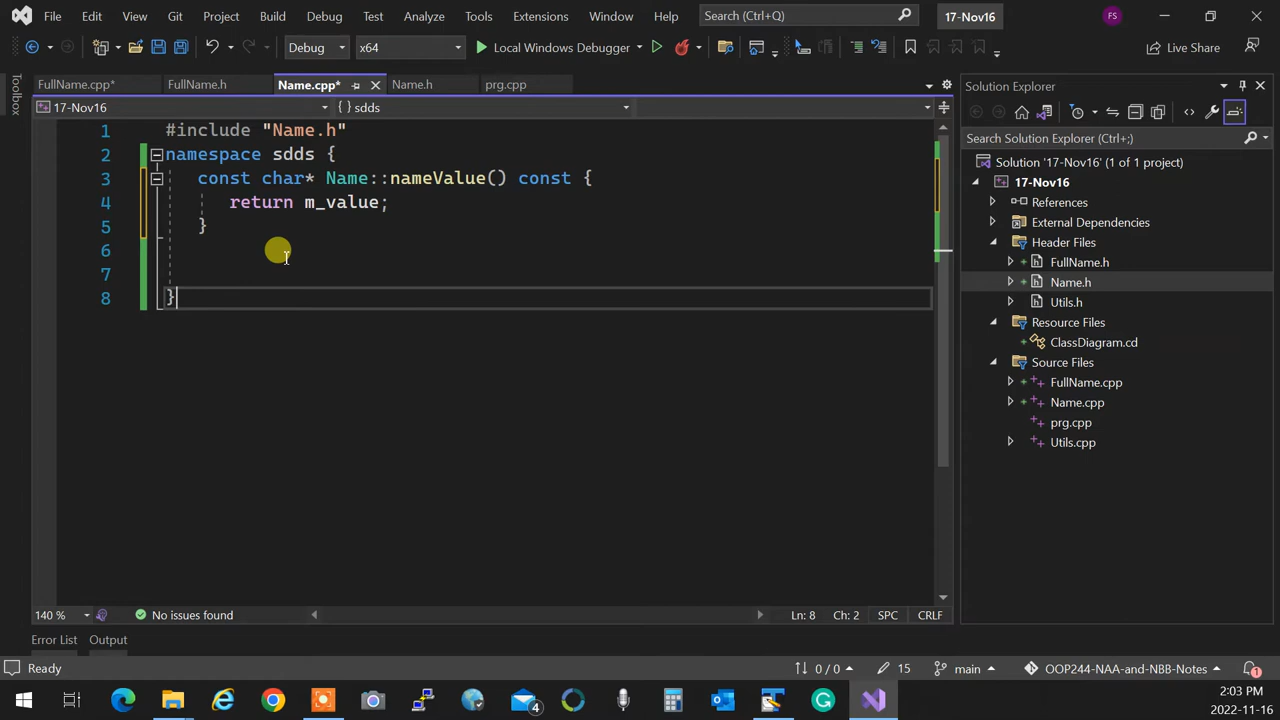 File Edit View Git Project Build Debug Test Analyze Tools Extensions Window Help Search (Ctrl+Q) 17-Nov16 FS
Debug x64 Local Windows Debugger Live Share
Toolbox
FullName.cpp* FullName.h Name.cpp* Name.h prg.cpp
17-Nov16 {} sdds
1 #include "Name.h"
2 namespace sdds {
3 const char* Name::nameValue() const {
4 return m_value;
5 }
6
7
8 }
140 % No issues found Ln: 8 Ch: 2 SPC CRLF
Error List Output
Solution Explorer
Search Solution Explorer (Ctrl+;)
Solution '17-Nov16' (1 of 1 project)
17-Nov16
References
External Dependencies
Header Files
FullName.h
Name.h
Utils.h
Resource Files
ClassDiagram.cd
Source Files
FullName.cpp
Name.cpp
prg.cpp
Utils.cpp
Ready 0 / 0 15 main OOP244-NAA-and-NBB-Notes 1
4
2:03 PM
2022-11-16